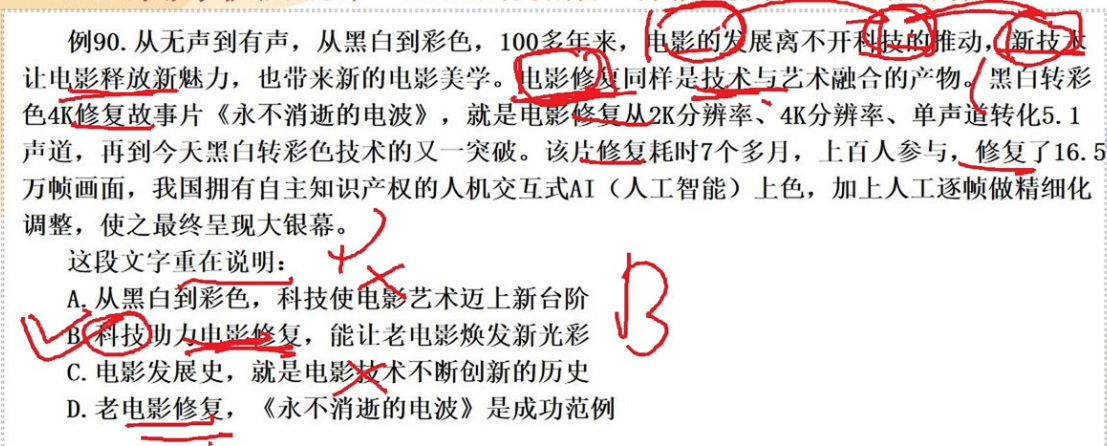 例90.从无声到有声，从黑白到彩色，100多年来，电影的发展离不开科技的推动，新技术
让电影释放新魅力，也带来新的电影美学。电影修复同样是技术与艺术融合的产物。黑白转彩
色4K修复故事片《永不消逝的电波》，就是电影修复从2K分辨率、4K分辨率、单声道转化5.1
声道，再到今天黑白转彩色技术的又一突破。该片修复耗时7个多月，上百人参与，修复了16.5
万帧画面，我国拥有自主知识产权的人机交互式AI（人工智能）上色，加上人工逐帧做精细化
调整，使之最终呈现大银幕。
这段文字重在说明：
A.从黑白到彩色，科技使电影艺术迈上新台阶
B.科技助力电影修复，能让老电影焕发新光彩
B
C.电影发展史，就是电影技术不断创新的历史
D.老电影修复，《永不消逝的电波》是成功范例